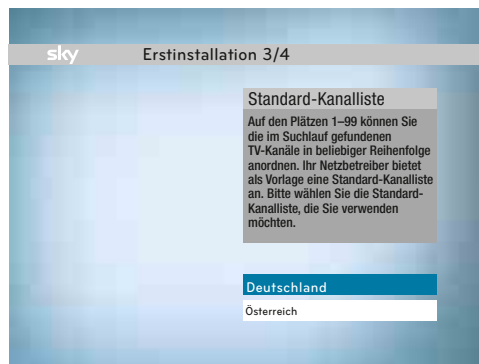 sky
Erstinstallation 3/4
Standard-Kanalliste
Auf den Plätzen 1–99 können Sie
die im Suchlauf gefundenen
TV-Kanäle in beliebiger Reihenfolge
anordnen. Ihr Netzbetreiber bietet
als Vorlage eine Standard-Kanalliste
an. Bitte wählen Sie die Standard-
Kanalliste, die Sie verwenden
möchten.
Deutschland
Österreich